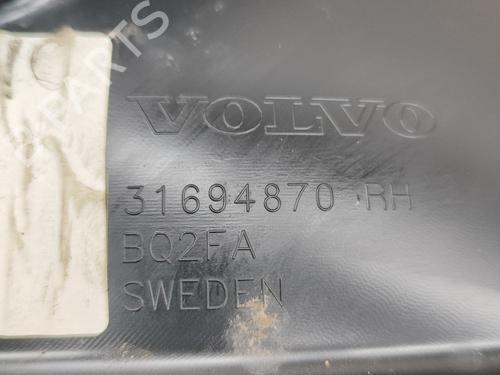 VOLVO
31694870 RH
BQ2FA
SWEDEN